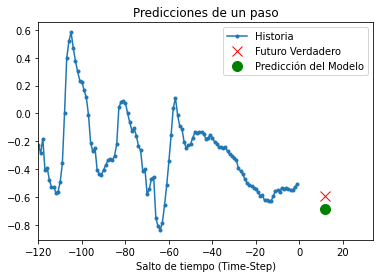 Predicciones de un paso
Historia
Futuro Verdadero
Predicción del Modelo
0.6
0.4
0.2
0.0
−0.2
−0.4
−0.6
−0.8
−120 −100 −80 −60 −40 −20 0 20
Salto de tiempo (Time-Step)